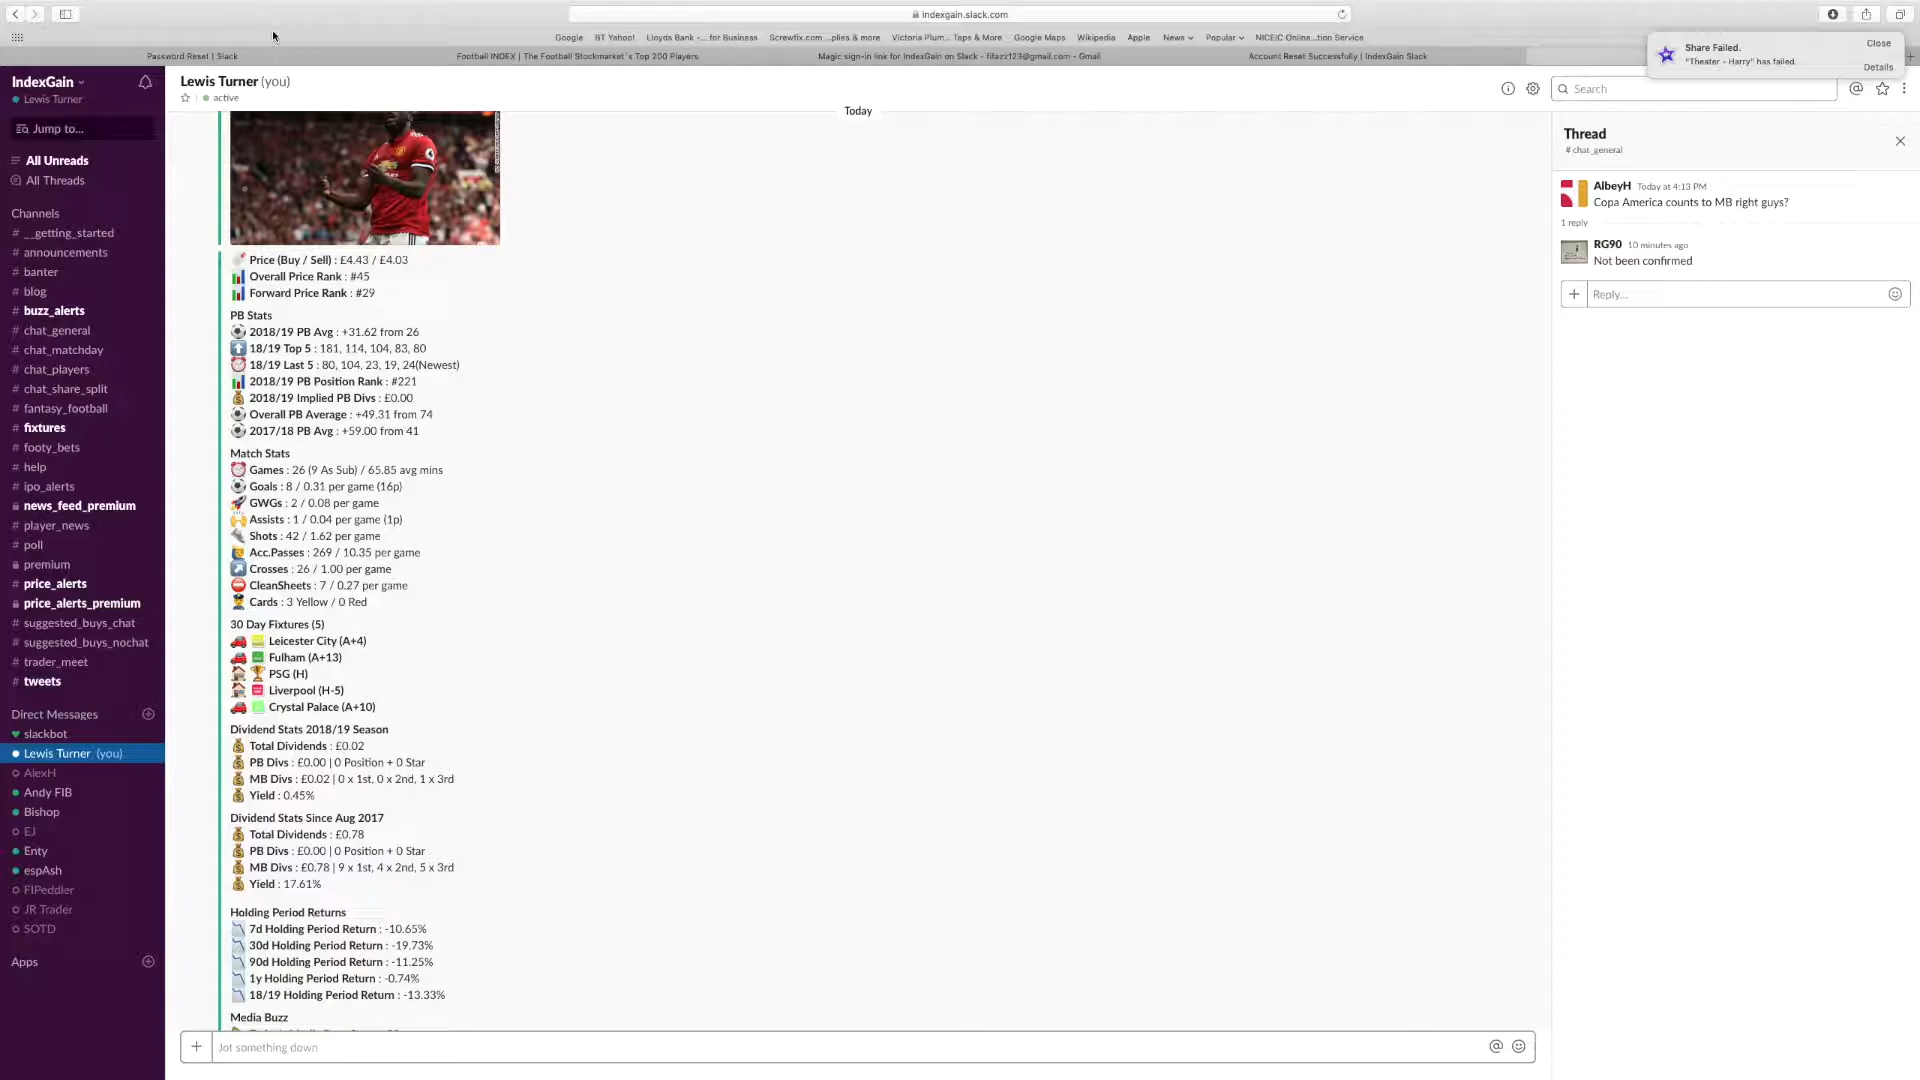 indexgain.slack.com
Google BT Yahoo! Lloyds Bank -... for Business Screwfix.com ...plies & more Victoria Plum... Taps & More Google Maps Wikipedia Apple News Popular NICEIC Online...tion Service
Password Reset | Slack
Football INDEX | The Football Stockmarket`s Top 200 Players
Magic sign-in link for IndexGain on Slack - fifazz123@gmail.com - Gmail
Account Reset Successfully | IndexGain Slack
Share Failed.
"Theater - Harry" has failed.
Close
Details
IndexGain
Lewis Turner
Jump to...
All Unreads
All Threads
Channels
# __getting_started
# announcements
# banter
# blog
# buzz_alerts
# chat_general
# chat_matchday
# chat_players
# chat_share_split
# fantasy_football
# fixtures
# footy_bets
# help
# ipo_alerts
news_feed_premium
# player_news
# poll
premium
# price_alerts
price_alerts_premium
# suggested_buys_chat
# suggested_buys_nochat
# trader_meet
# tweets
Direct Messages
slackbot
Lewis Turner (you)
AlexH
Andy FIB
Bishop
EJ
Enty
espAsh
FIPeddler
JR Trader
SOTD
Apps
Lewis Turner (you)
active
Search
Today
Price (Buy / Sell) : £4.43 / £4.03
Overall Price Rank : #45
Forward Price Rank : #29
PB Stats
2018/19 PB Avg : +31.62 from 26
18/19 Top 5 : 181, 114, 104, 83, 80
18/19 Last 5 : 80, 104, 23, 19, 24(Newest)
2018/19 PB Position Rank : #221
2018/19 Implied PB Divs : £0.00
Overall PB Average : +49.31 from 74
2017/18 PB Avg : +59.00 from 41
Match Stats
Games : 26 (9 As Sub) / 65.85 avg mins
Goals : 8 / 0.31 per game (16p)
GWGs : 2 / 0.08 per game
Assists : 1 / 0.04 per game (1p)
Shots : 42 / 1.62 per game
Acc.Passes : 269 / 10.35 per game
Crosses : 26 / 1.00 per game
CleanSheets : 7 / 0.27 per game
Cards : 3 Yellow / 0 Red
30 Day Fixtures (5)
Leicester City (A+4)
Fulham (A+13)
PSG (H)
Liverpool (H-5)
Crystal Palace (A+10)
Dividend Stats 2018/19 Season
Total Dividends : £0.02
PB Divs : £0.00 | 0 Position + 0 Star
MB Divs : £0.02 | 0 x 1st, 0 x 2nd, 1 x 3rd
Yield : 0.45%
Dividend Stats Since Aug 2017
Total Dividends : £0.78
PB Divs : £0.00 | 0 Position + 0 Star
MB Divs : £0.78 | 9 x 1st, 4 x 2nd, 5 x 3rd
Yield : 17.61%
Holding Period Returns
7d Holding Period Return : -10.65%
30d Holding Period Return : -19.73%
90d Holding Period Return : -11.25%
1y Holding Period Return : -0.74%
18/19 Holding Period Return : -13.33%
Media Buzz
Jot something down
Thread
# chat_general
AlbeyH Today at 4:13 PM
Copa America counts to MB right guys?
1 reply
RG90 10 minutes ago
Not been confirmed
Reply...